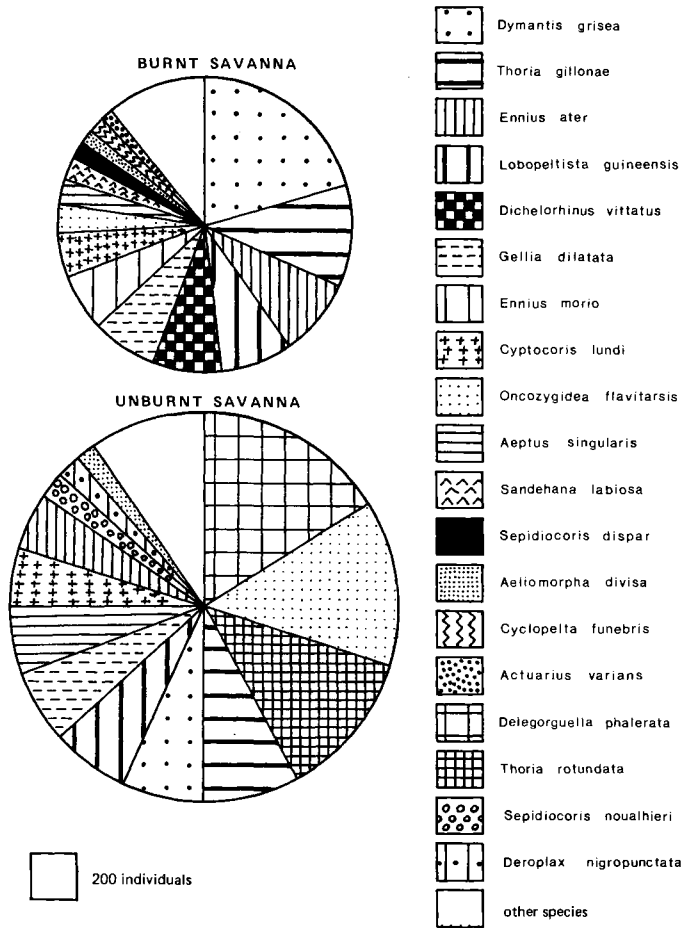 BURNT SAVANNA
UNBURNT SAVANNA
200 individuals
Dymantis grisea
Thoria gillonae
Ennius ater
Lobopeltista guineensis
Dichelorhinus vittatus
Gellia dilatata
Ennius morio
Cyptocoris lundi
Oncozygidea flavitarsis
Aeptus singularis
Sandehana labiosa
Sepidiocoris dispar
Aeliomorpha divisa
Cyclopelta funebris
Actuarius varians
Delegorguella phalerata
Thoria rotundata
Sepidiocoris noualhieri
Deroplax nigropunctata
other species